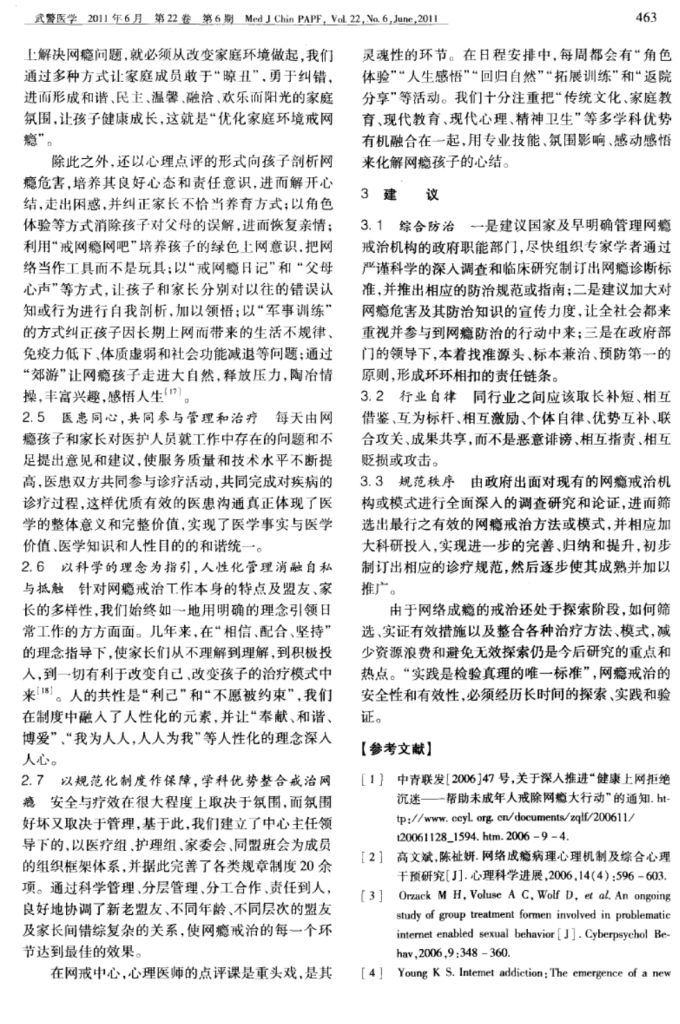 武警医学 2011年6月 第22卷 第6期 Med J Chin PAPF, Vol. 22, No. 6, June, 2011
463
上解决网瘾问题,就必须从改变家庭环境做起,我们
通过多种方式让家庭成员敢于“晾丑”,勇于纠错,
进而形成和谐、民主、温馨、融洽、欢乐而阳光的家庭
氛围,让孩子健康成长,这就是“优化家庭环境戒网
瘾”。
除此之外,还以心理点评的形式向孩子剖析网
瘾危害,培养其良好心态和责任意识,进而解开心
结,走出困惑,并纠正家长不恰当养育方式;以角色
体验等方式消除孩子对父母的误解,进而恢复亲情;
利用“戒网瘾网吧”培养孩子的绿色上网意识,把网
络当作工具而不是玩具;以“戒网瘾日记”和“父母
心声”等方式,让孩子和家长分别对以往的错误认
知或行为进行自我剖析,加以领悟;以“军事训练”
的方式纠正孩子因长期上网而带来的生活不规律、
免疫力低下、体质虚弱和社会功能减退等问题;通过
“郊游”让网瘾孩子走进大自然,释放压力,陶冶情
操,丰富兴趣,感悟人生[17]。
2.5 医患同心,共同参与管理和治疗 每天由网
瘾孩子和家长对医护人员就工作中存在的问题和不
足提出意见和建议,使服务质量和技术水平不断提
高,医患双方共同参与诊疗活动,共同完成对疾病的
诊疗过程,这样优质有效的医患沟通真正体现了医
学的整体意义和完整价值,实现了医学事实与医学
价值、医学知识和人性目的的和谐统一。
2.6 以科学的理念为指引,人性化管理消融自私
与抵触 针对网瘾戒治工作本身的特点及盟友、家
长的多样性,我们始终如一地用明确的理念引领日
常工作的方方面面。几年来,在“相信、配合、坚持”
的理念指导下,使家长们从不理解到理解,到积极投
入,到一切有利于改变自己、改变孩子的治疗模式中
来[18]。人的共性是“利己”和“不愿被约束”,我们
在制度中融入了人性化的元素,并让“奉献、和谐、
博爱”、“我为人人,人人为我”等人性化的理念深入
人心。
2.7 以规范化制度作保障,学科优势整合戒治网
瘾 安全与疗效在很大程度上取决于氛围,而氛围
好坏又取决于管理,基于此,我们建立了中心主任领
导下的,以医疗组、护理组、家委会、同盟班会为成员
的组织框架体系,并据此完善了各类规章制度20余
项。通过科学管理、分层管理、分工合作、责任到人,
良好地协调了新老盟友、不同年龄、不同层次的盟友
及家长间错综复杂的关系,使网瘾戒治的每一个环
节达到最佳的效果。
在网戒中心,心理医师的点评课是重头戏,是其
灵魂性的环节。在日程安排中,每周都会有“角色
体验”“人生感悟”“回归自然”“拓展训练”和“返院
分享”等活动。我们十分注重把“传统文化、家庭教
育、现代教育、现代心理、精神卫生”等多学科优势
有机融合在一起,用专业技能、氛围影响、感动感悟
来化解网瘾孩子的心结。
3 建 议
3.1 综合防治 一是建议国家及早明确管理网瘾
戒治机构的政府职能部门,尽快组织专家学者通过
严谨科学的深入调查和临床研究制订出网瘾诊断标
准,并推出相应的防治规范或指南;二是建议加大对
网瘾危害及其防治知识的宣传力度,让全社会都来
重视并参与到网瘾防治的行动中来;三是在政府部
门的领导下,本着找准源头、标本兼治、预防第一的
原则,形成环环相扣的责任链条。
3.2 行业自律 同行业之间应该取长补短、相互
借鉴、互为标杆、相互激励、个体自律、优势互补、联
合攻关、成果共享,而不是恶意诽谤、相互指责、相互
贬损或攻击。
3.3 规范秩序 由政府出面对现有的网瘾戒治机
构或模式进行全面深入的调查研究和论证,进而筛
选出最行之有效的网瘾戒治方法或模式,并相应加
大科研投入,实现进一步的完善、归纳和提升,初步
制订出相应的诊疗规范,然后逐步使其成熟并加以
推广。
由于网络成瘾的戒治还处于探索阶段,如何筛
选、实证有效措施以及整合各种治疗方法、模式,减
少资源浪费和避免无效探索仍是今后研究的重点和
热点。“实践是检验真理的唯一标准”,网瘾戒治的
安全性和有效性,必须经历长时间的探索、实践和验
证。
【参考文献】
[1] 中青联发[2006]47号,关于深入推进“健康上网拒绝
沉迷——帮助未成年人戒除网瘾大行动”的通知. ht-
tp://www. ccyl. org. cn/documents/zqlf/200611/
t20061128_1594. htm. 2006-9-4.
[2] 高文斌,陈祉妍. 网络成瘾病理心理机制及综合心理
干预研究[J]. 心理科学进展,2006,14(4):596-603.
[3] Orzack M H, Voluse A C, Wolf D, et al. An ongoing
study of group treatment formen involved in problematic
internet enabled sexual behavior[J]. Cyberpsychol Be-
hav,2006,9:348-360.
[4] Young K S. Internet addiction: The emergence of a new